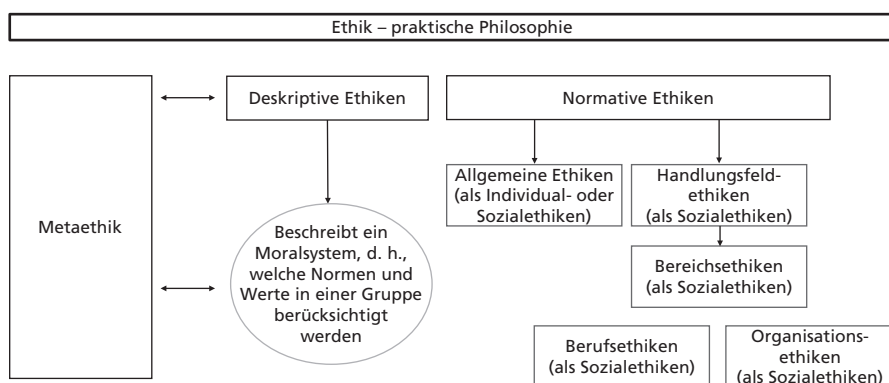 Ethik – praktische Philosophie
Metaethik
Deskriptive Ethiken
Normative Ethiken
Allgemeine Ethiken
(als Individual- oder
Sozialethiken)
Handlungsfeld-
ethiken
(als Sozialethiken)
Beschreibt ein
Moralsystem, d. h.,
welche Normen und
Werte in einer Gruppe
berücksichtigt
werden
Bereichsethiken
(als Sozialethiken)
Berufsethiken
(als Sozialethiken)
Organisations-
ethiken
(als Sozialethiken)